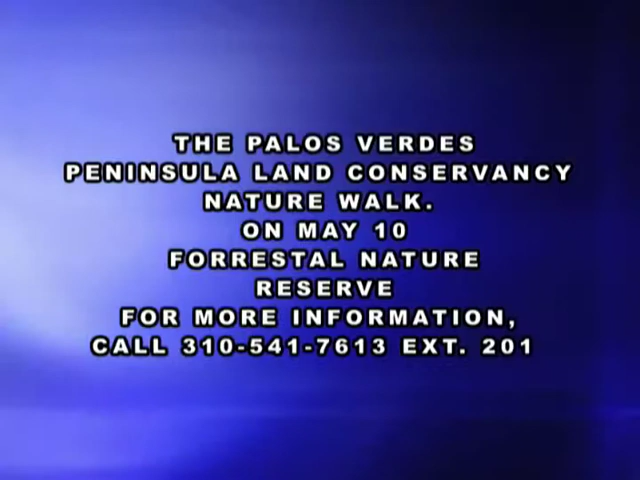 THE PALOS VERDES
PENINSULA LAND CONSERVANCY
NATURE WALK.
ON MAY 10
FORRESTAL NATURE
RESERVE
FOR MORE INFORMATION,
CALL 310-541-7613 EXT. 201